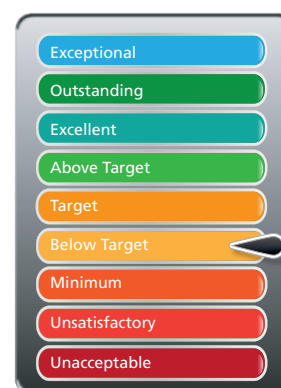 Exceptional
Outstanding
Excellent
Above Target
Target
Below Target
Minimum
Unsatisfactory
Unacceptable